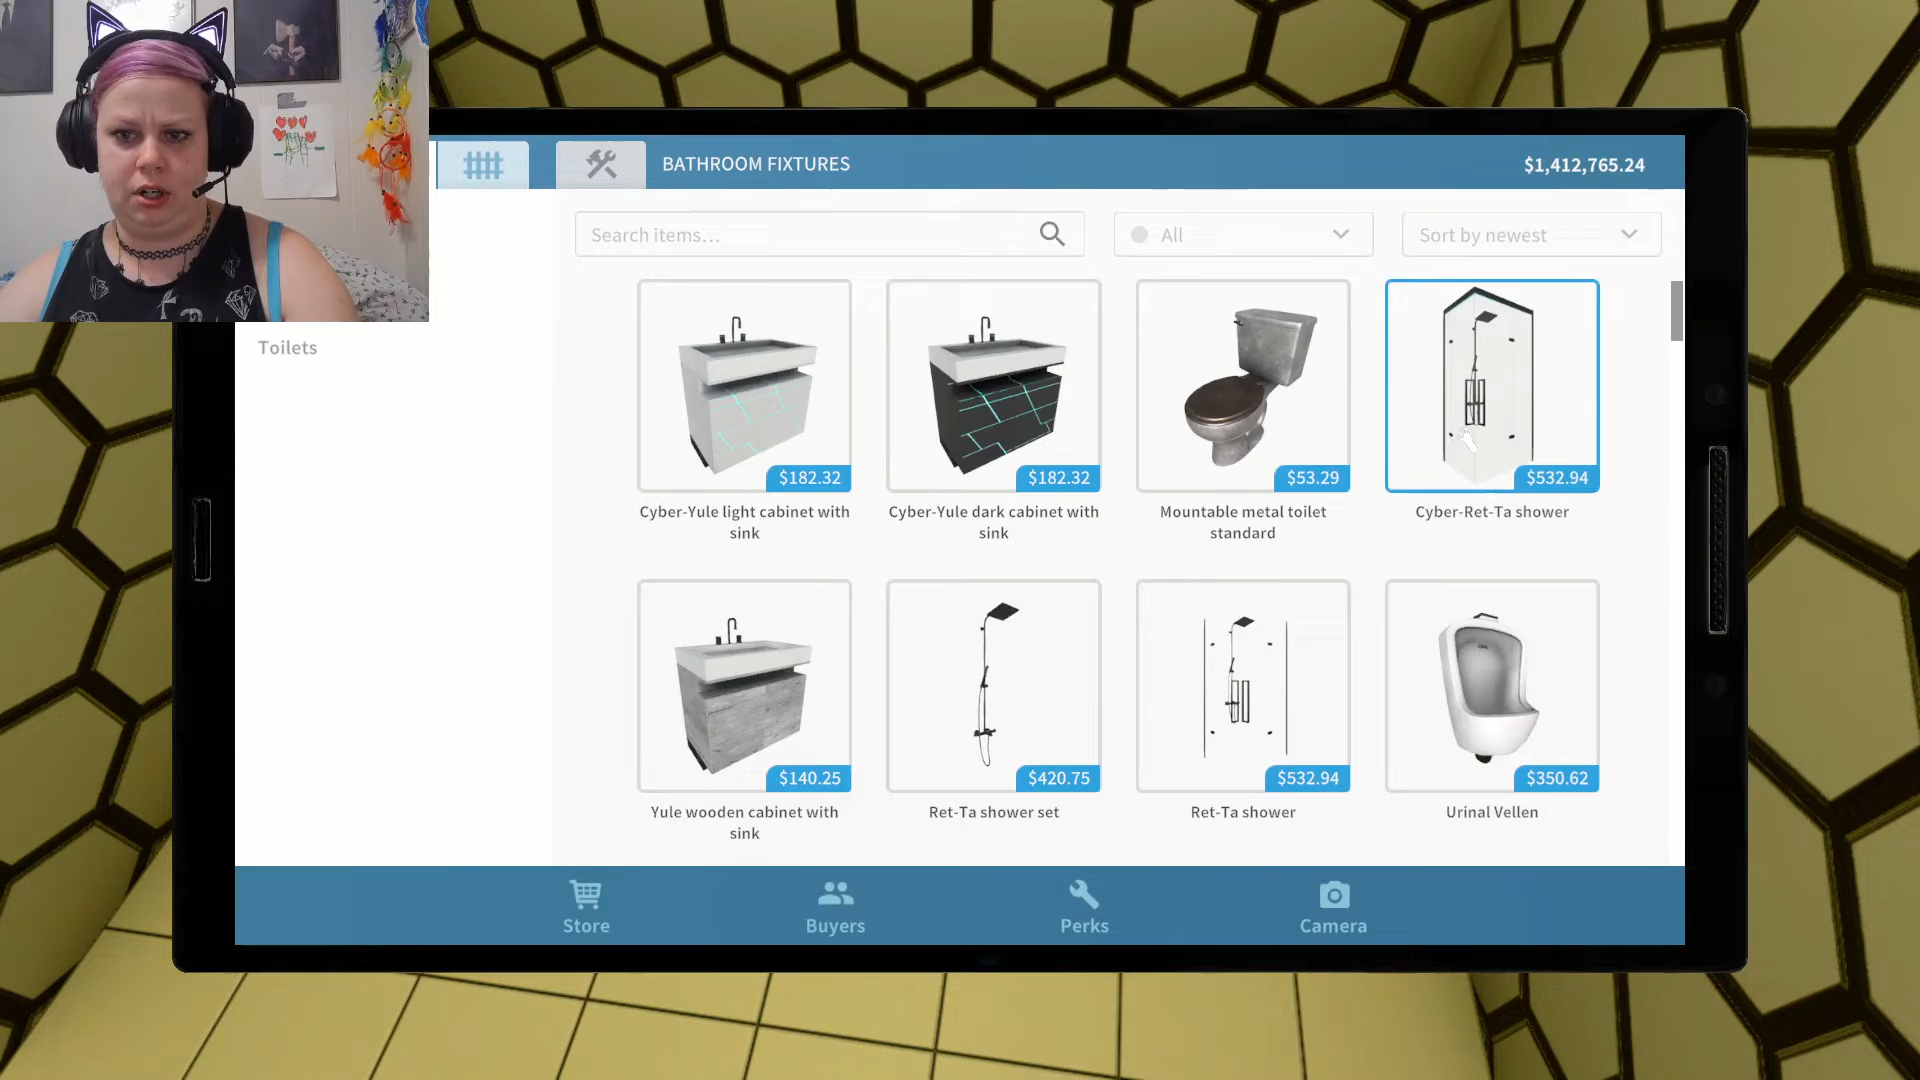 BATHROOM FIXTURES
$1,412,765.24
Search items...
All
Sort by newest
Toilets
$182.32
$182.32
$53.29
$532.94
Cyber-Yule light cabinet with
sink
Cyber-Yule dark cabinet with
sink
Mountable metal toilet
standard
Cyber-Ret-Ta shower
$140.25
$420.75
$532.94
$350.62
Yule wooden cabinet with
sink
Ret-Ta shower set
Ret-Ta shower
Urinal Vellen
Store
Buyers
Perks
Camera